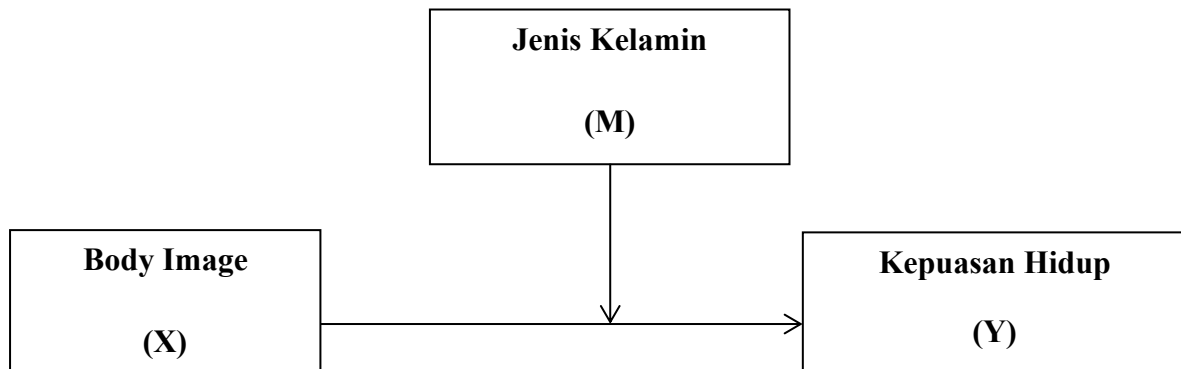 Jenis Kelamin
(M)
Body Image
(X)
Kepuasan Hidup
(Y)